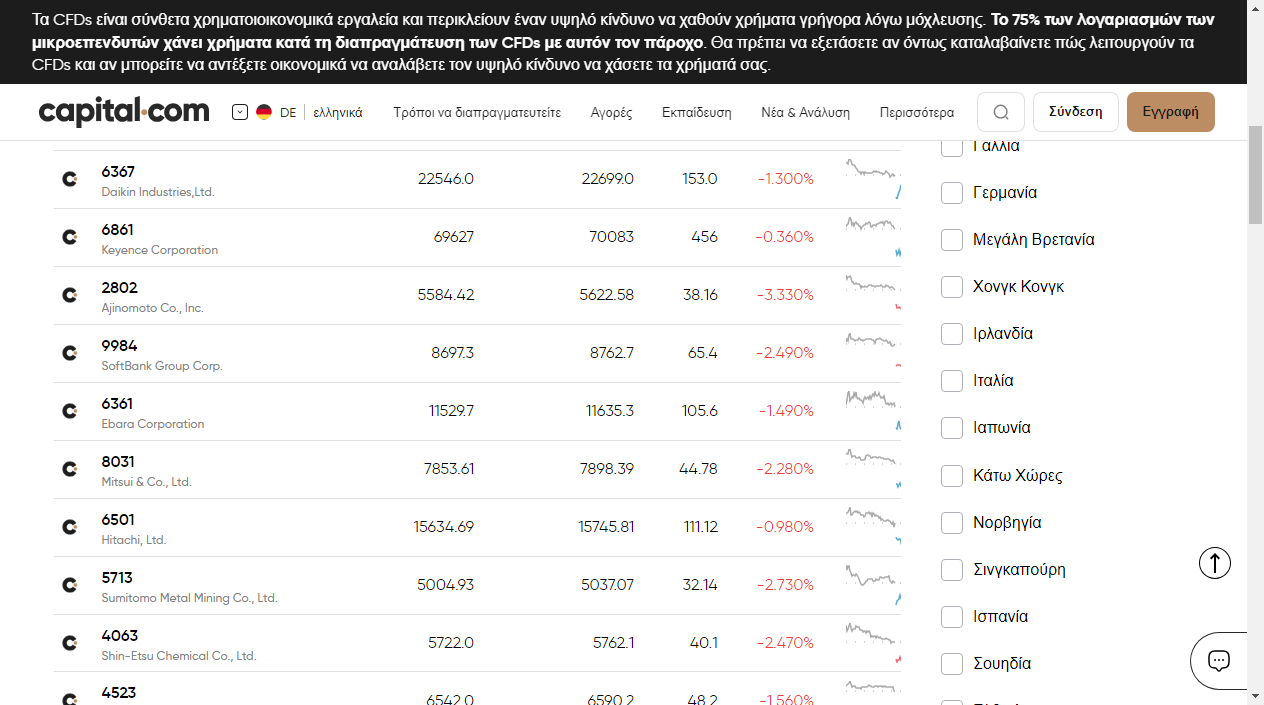 Τα CFDs είναι σύνθετα χρηματοιοικονομικά εργαλεία και περικλείουν έναν υψηλό κίνδυνο να χαθούν χρήματα γρήγορα λόγω μόχλευσης. Το 75% των λογαριασμών των
μικροεπενδυτών χάνει χρήματα κατά τη διαπραγμάτευση των CFDs με αυτόν τον πάροχο. Θα πρέπει να εξετάσετε αν όντως καταλαβαίνετε πώς λειτουργούν τα
CFDs και αν μπορείτε να αντέξετε οικονομικά να αναλάβετε τον υψηλό κίνδυνο να χάσετε τα χρήματά σας.
capital.com DE ελληνικά Τρόποι να διαπραγματευτείτε Αγορές Εκπαίδευση Νέα & Ανάλυση Περισσότερα Σύνδεση Εγγραφή
6367 22546.0 22699.0 153.0 -1.300%
Daikin Industries,Ltd.
6861 69627 70083 456 -0.360%
Keyence Corporation
2802 5584.42 5622.58 38.16 -3.330%
Ajinomoto Co., Inc.
9984 8697.3 8762.7 65.4 -2.490%
SoftBank Group Corp.
6361 11529.7 11635.3 105.6 -1.490%
Ebara Corporation
8031 7853.61 7898.39 44.78 -2.280%
Mitsui & Co., Ltd.
6501 15634.69 15745.81 111.12 -0.980%
Hitachi, Ltd.
5713 5004.93 5037.07 32.14 -2.730%
Sumitomo Metal Mining Co., Ltd.
4063 5722.0 5762.1 40.1 -2.470%
Shin-Etsu Chemical Co., Ltd.
4523 6542.0 6590.2 48.2 -1.560%
Γαλλία
Γερμανία
Μεγάλη Βρετανία
Χονγκ Κονγκ
Ιρλανδία
Ιταλία
Ιαπωνία
Κάτω Χώρες
Νορβηγία
Σινγκαπούρη
Ισπανία
Σουηδία